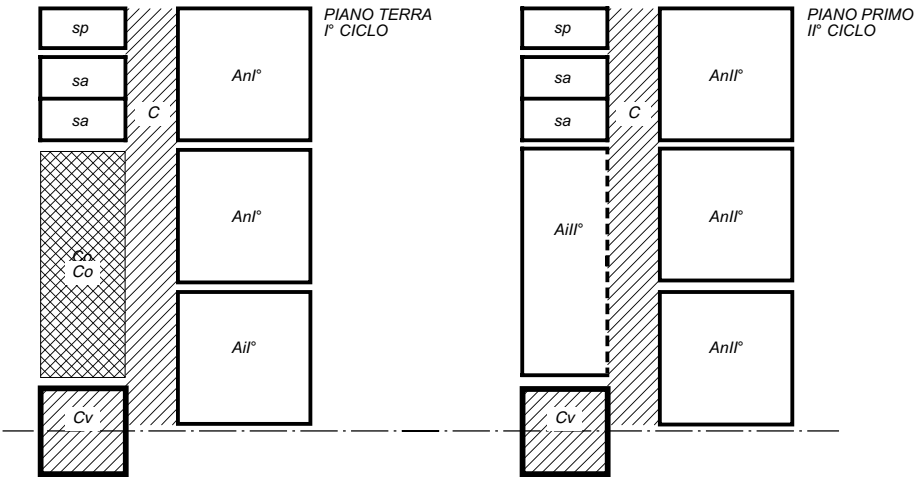 PIANO TERRA
I° CICLO
sp
sa
sa
C
AnI°
AnI°
Co
Co
AiI°
Cv
PIANO PRIMO
II° CICLO
sp
sa
sa
C
AnII°
AiII°
AnII°
AnII°
Cv